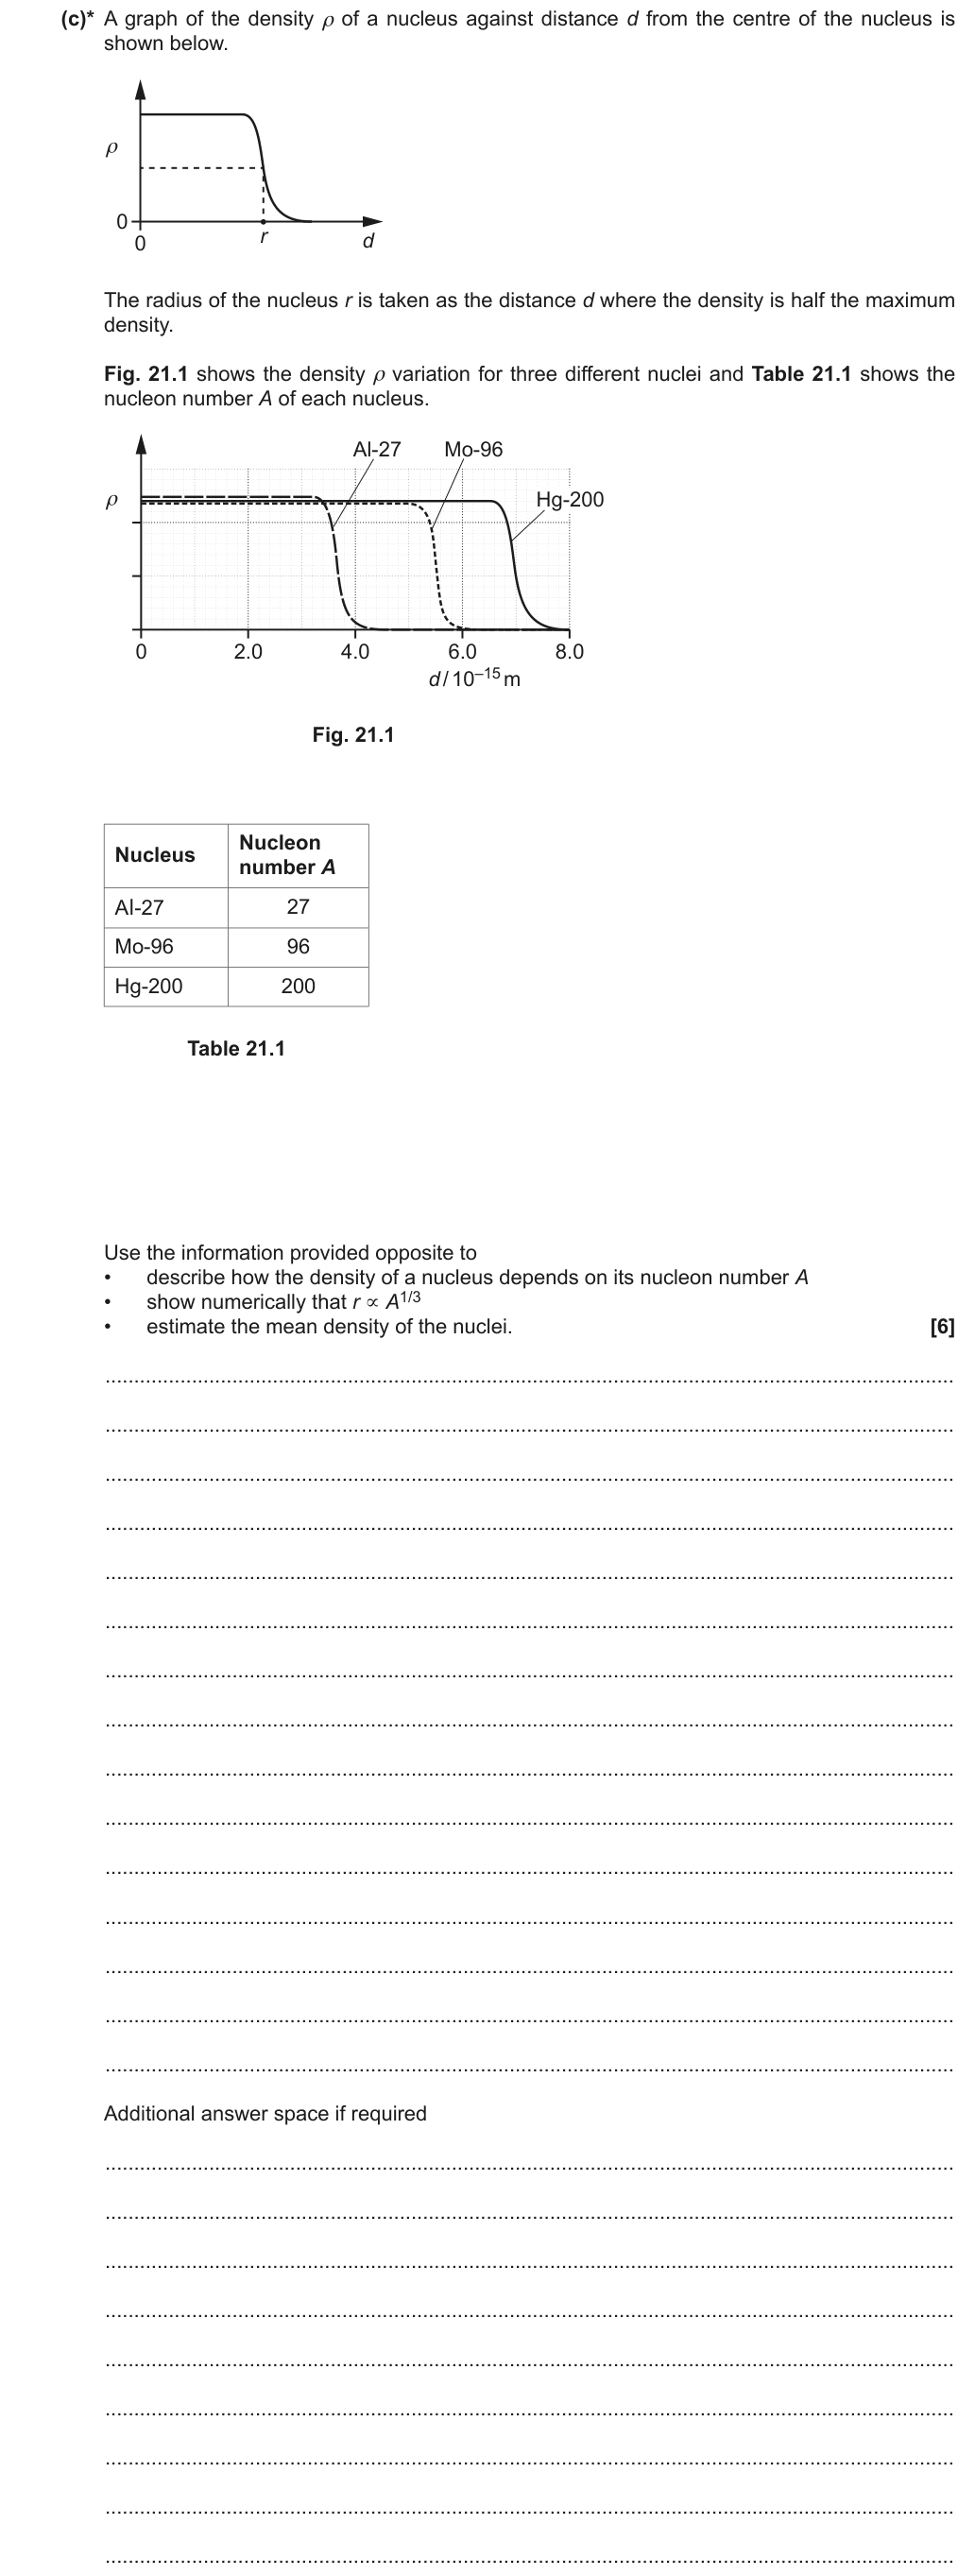 (c)* A graph of the density ρ of a nucleus against distance d from the centre of the nucleus is
shown below.
ρ
0
0
r
d
The radius of the nucleus r is taken as the distance d where the density is half the maximum
density.
Fig. 21.1 shows the density ρ variation for three different nuclei and Table 21.1 shows the
nucleon number A of each nucleus.
Al-27 Mo-96
ρ
Hg-200
0 2.0 4.0 6.0 8.0
d / 10⁻¹⁵ m
Fig. 21.1
Nucleus Nucleon number A
Al-27 27
Mo-96 96
Hg-200 200
Table 21.1
Use the information provided opposite to
• describe how the density of a nucleus depends on its nucleon number A
• show numerically that r ∝ A¹/³
• estimate the mean density of the nuclei. [6]
Additional answer space if required